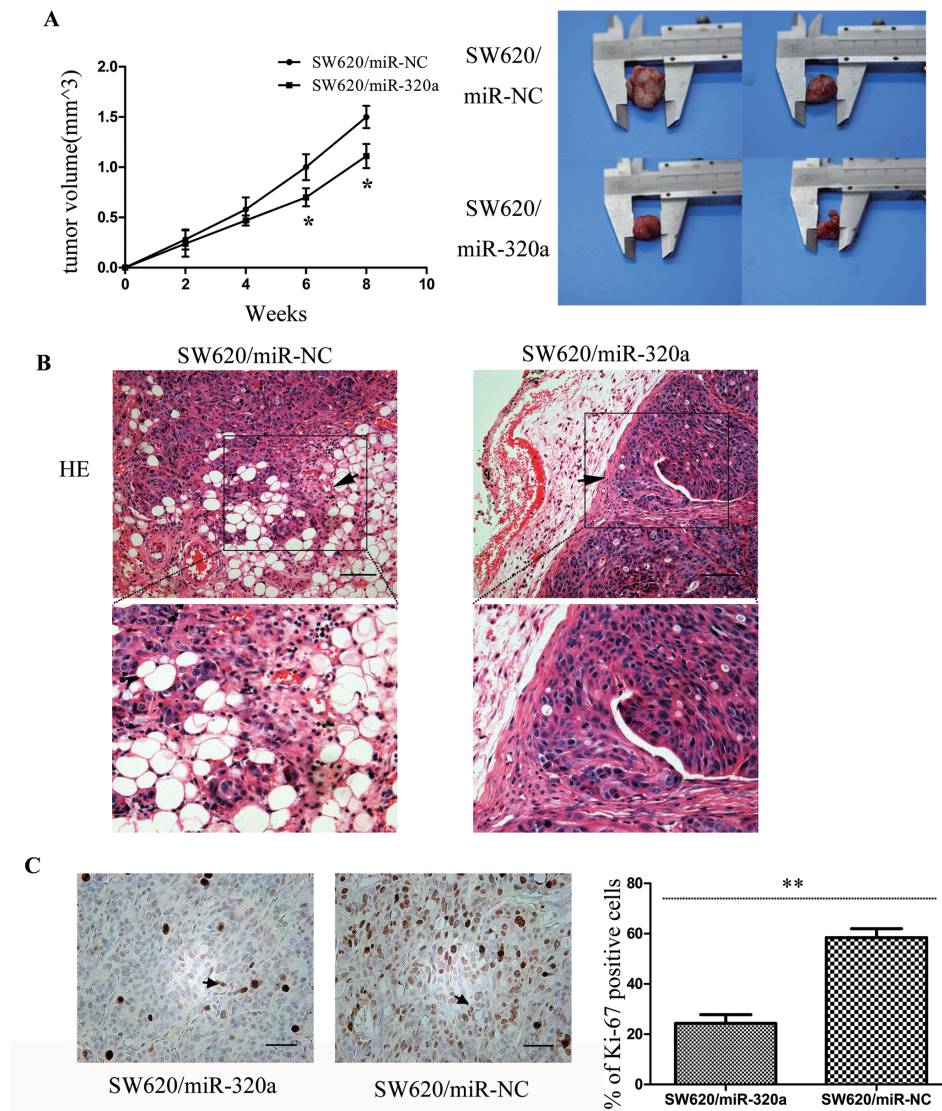 A
SW620/miR-NC
SW620/miR-320a
tumor volume(mm^3)
2.0
1.5
1.0
0.5
0.0
*
*
0 2 4 6 8 10
Weeks
SW620/
miR-NC
SW620/
miR-320a
B
SW620/miR-NC
SW620/miR-320a
HE
C
SW620/miR-320a
SW620/miR-NC
% of Ki-67 positive cells
80
60
40
20
0
**
SW620/miR-320a
SW620/miR-NC